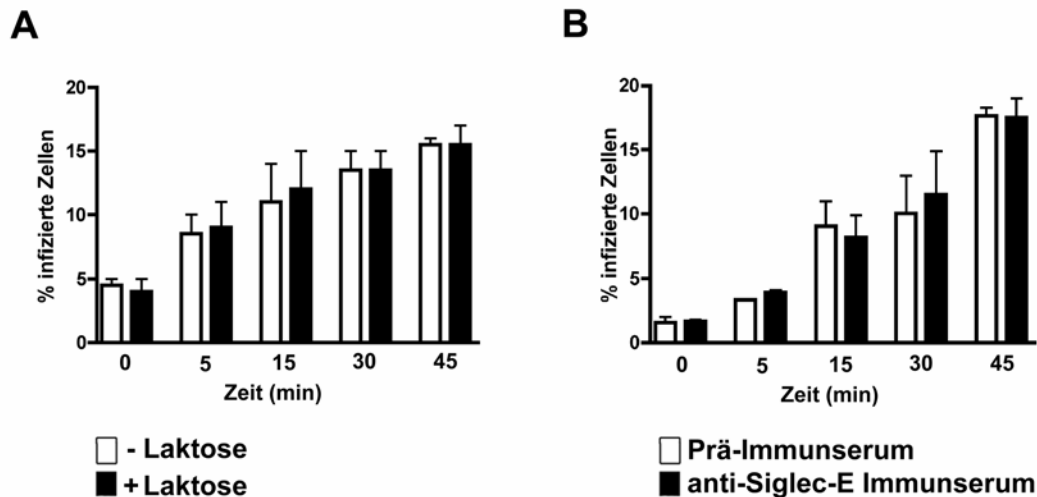 A
% infizierte Zellen
20
15
10
5
0
0 5 15 30 45
Zeit (min)
- Laktose
+ Laktose
B
% infizierte Zellen
20
15
10
5
0
0 5 15 30 45
Zeit (min)
Prä-Immunserum
anti-Siglec-E Immunserum